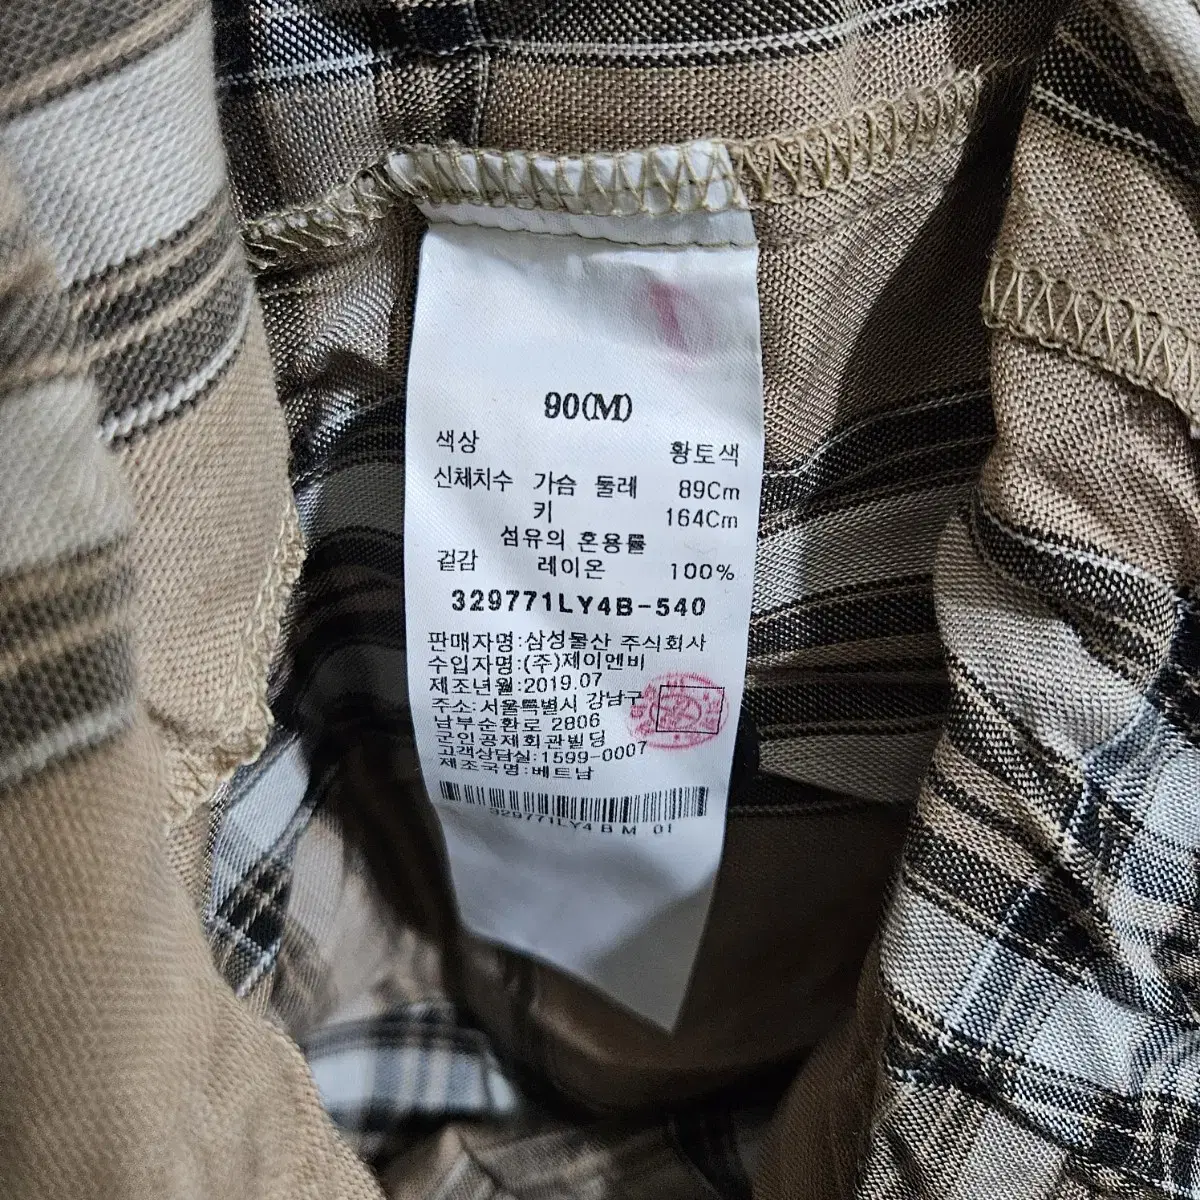 90(M)
색상 황토색
신체치수 가슴 둘레 89Cm
키 164Cm
섬유의 혼용률
겉감 레이온 100%
329771LY4B-540
판매자명:삼성물산 주식회사
수입자명:(주)제이엔비
제조년월:2019.07
주소:서울특별시 강남구
남부순환로 2806
군인공제회관빌딩
고객상담실:1599-0007
제조국명:베트남
329771LY4 B M 01